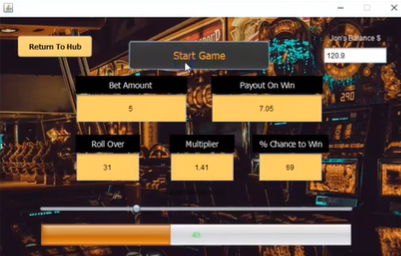 Jon's Balance $
Return To Hub
Start Game
120.9
Bet Amount
Payout On Win
5
7.05
Roll Over
Multiplier
% Chance to Win
31
1.41
69